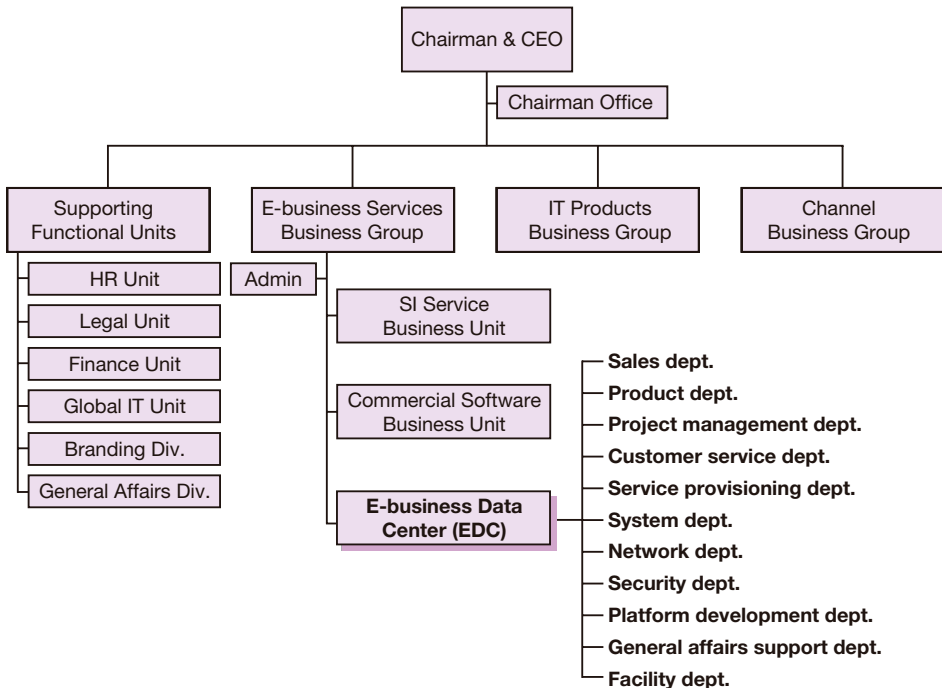 Chairman & CEO
Chairman Office
Supporting
Functional Units
E-business Services
Business Group
IT Products
Business Group
Channel
Business Group
HR Unit
Legal Unit
Finance Unit
Global IT Unit
Branding Div.
General Affairs Div.
Admin
SI Service
Business Unit
Commercial Software
Business Unit
E-business Data
Center (EDC)
Sales dept.
Product dept.
Project management dept.
Customer service dept.
Service provisioning dept.
System dept.
Network dept.
Security dept.
Platform development dept.
General affairs support dept.
Facility dept.